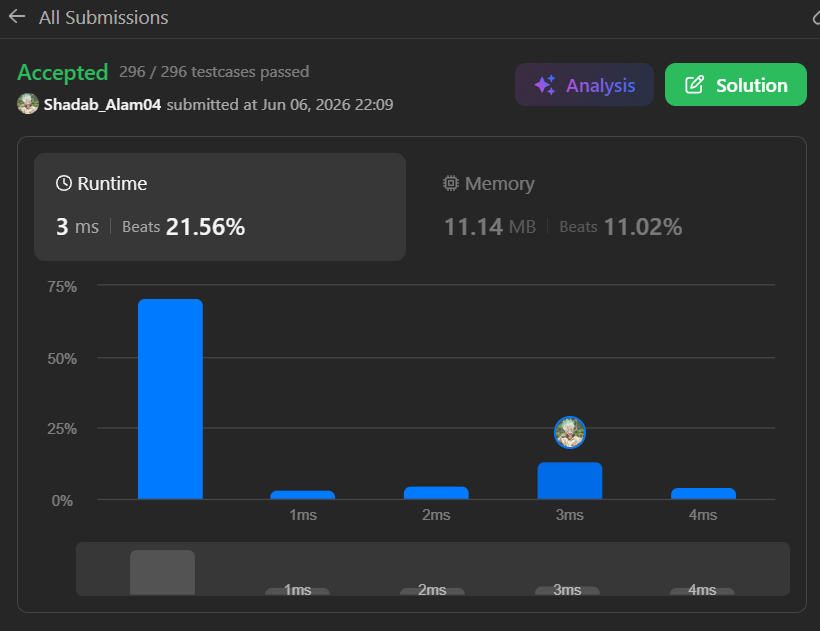 All Submissions
Accepted 296 / 296 testcases passed
Shadab_Alam04 submitted at Jun 06, 2026 22:09
Analysis
Solution
Runtime
3 ms | Beats 21.56%
Memory
11.14 MB | Beats 11.02%
75%
50%
25%
0%
1ms 2ms 3ms 4ms
1ms 2ms 3ms 4ms